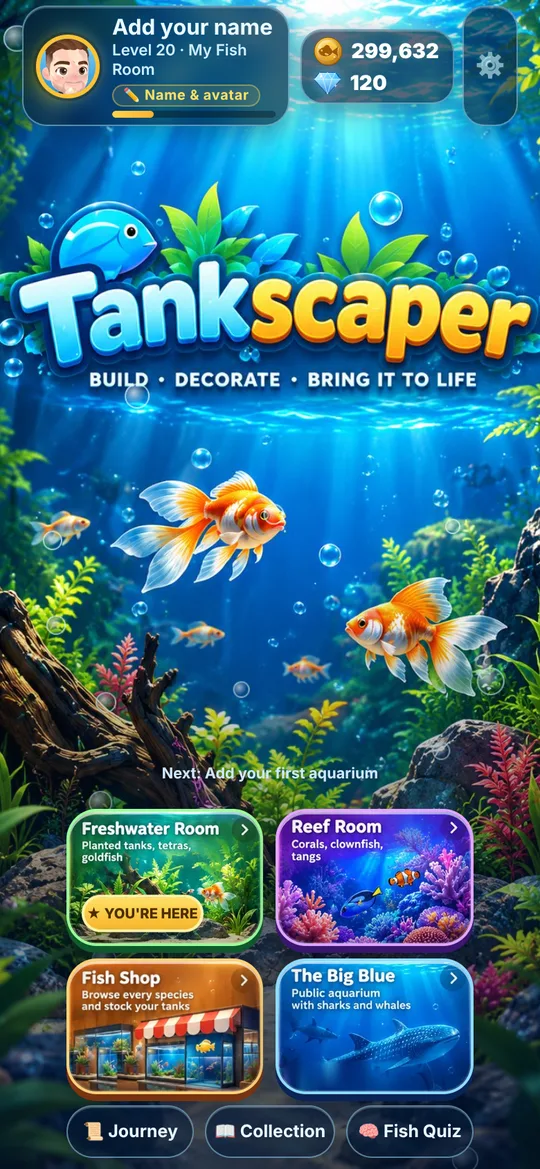 Add your name
Level 20 · My Fish
Room
✏️ Name & avatar
299,632
120
Tankscaper
BUILD • DECORATE • BRING IT TO LIFE
Next: Add your first aquarium
Freshwater Room
Planted tanks, tetras,
goldfish
★ YOU'RE HERE
Reef Room
Corals, clownfish,
tangs
Fish Shop
Browse every species
and stock your tanks
The Big Blue
Public aquarium
with sharks and whales
📜 Journey
📖 Collection
🧠 Fish Quiz